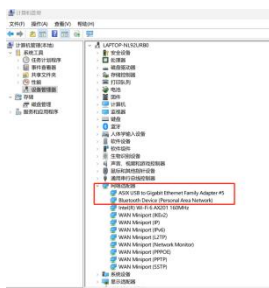 计算机管理
文件(F) 操作(A) 查看(V) 帮助(H)
计算机管理(本地)
系统工具
任务计划程序
事件查看器
共享文件夹
性能
设备管理器
存储
磁盘管理
服务和应用程序
LAPTOP-NL92URB0
安全设备
处理器
磁盘驱动器
存储控制器
打印队列
电池
固件
计算机
监视器
键盘
蓝牙
人体学输入设备
软件设备
软件组件
生物识别设备
声音、视频和游戏控制器
鼠标和其他指针设备
通用串行总线控制器
网络适配器
ASIX USB to Gigabit Ethernet Family Adapter #5
Bluetooth Device (Personal Area Network)
Intel(R) Wi-Fi 6 AX201 160MHz
WAN Miniport (IKEv2)
WAN Miniport (IP)
WAN Miniport (IPv6)
WAN Miniport (L2TP)
WAN Miniport (Network Monitor)
WAN Miniport (PPPOE)
WAN Miniport (PPTP)
WAN Miniport (SSTP)
系统设备
显示适配器